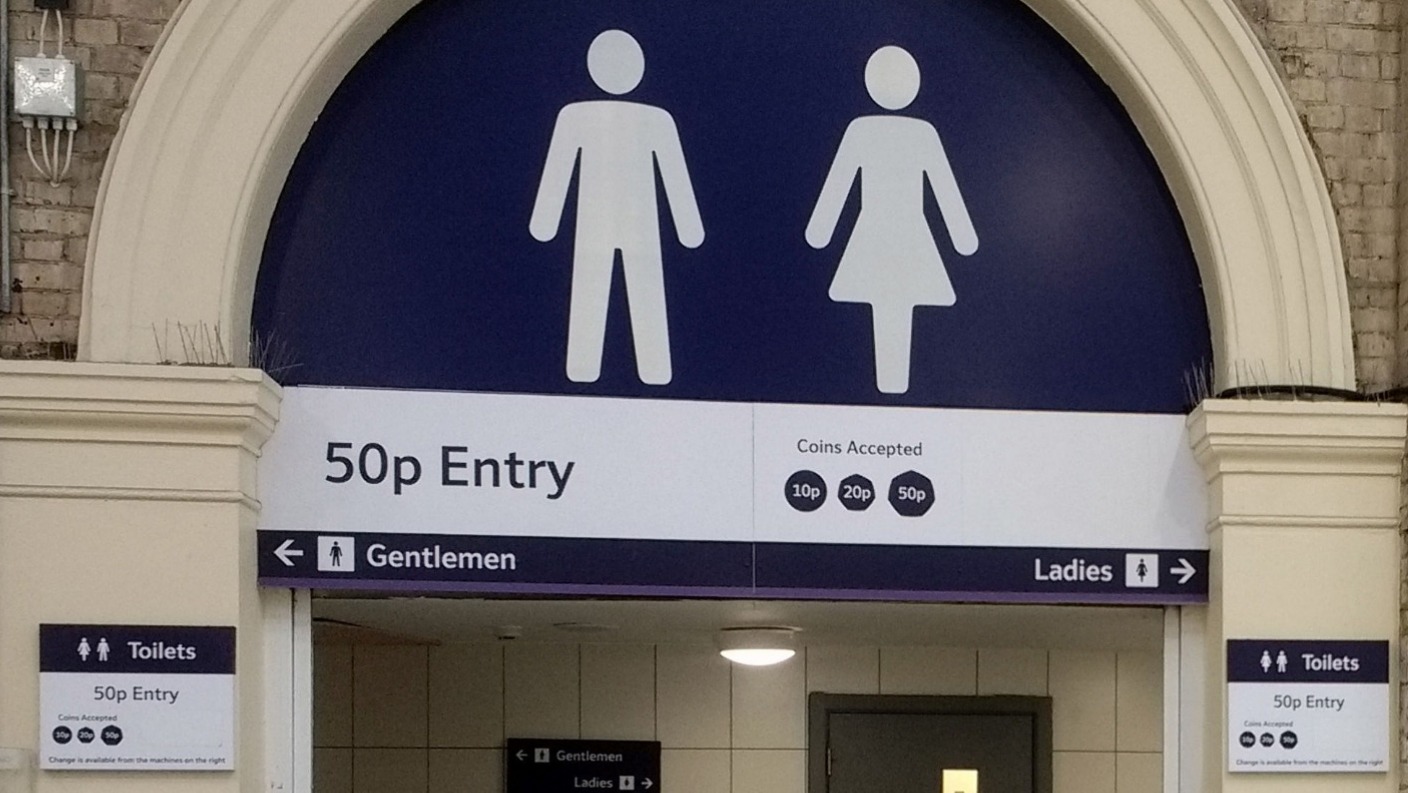 50p Entry
Coins Accepted
10p 20p 50p
Gentlemen
Ladies
Toilets
50p Entry
Coins Accepted
10p 20p 50p
Change is available from the machines on the right
Gentlemen
Ladies
Toilets
50p Entry
Coins Accepted
10p 20p 50p
Change is available from the machines on the right